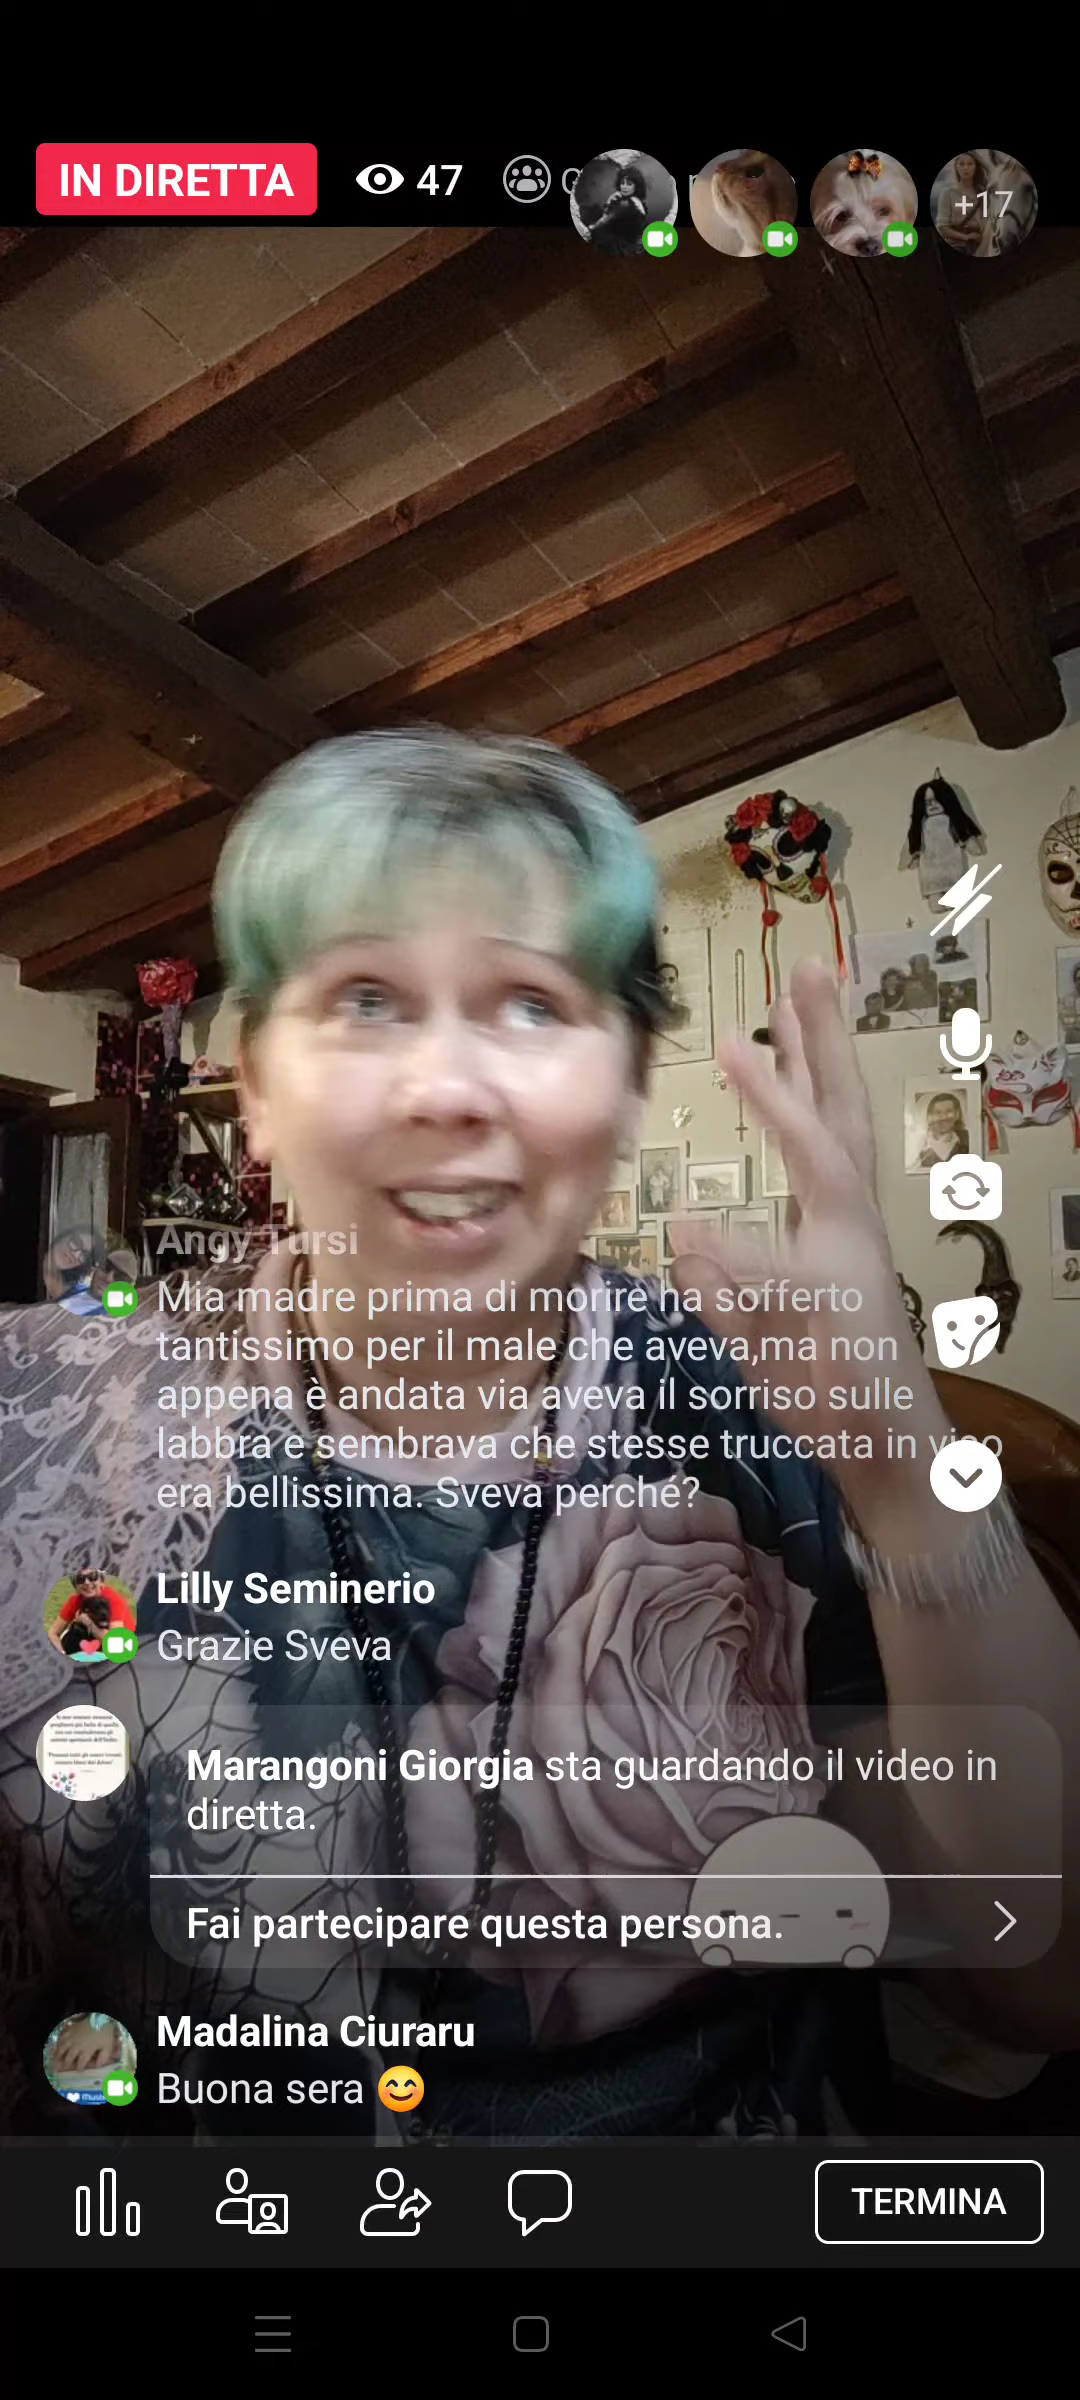 IN DIRETTA
47
+17
Angy Tursi
Mia madre prima di morire ha sofferto
tantissimo per il male che aveva,ma non
appena è andata via aveva il sorriso sulle
labbra e sembrava che stesse truccata in viso
era bellissima. Sveva perché?
Lilly Seminerio
Grazie Sveva
Marangoni Giorgia sta guardando il video in
diretta.
Fai partecipare questa persona.
Madalina Ciuraru
Buona sera 😊
TERMINA